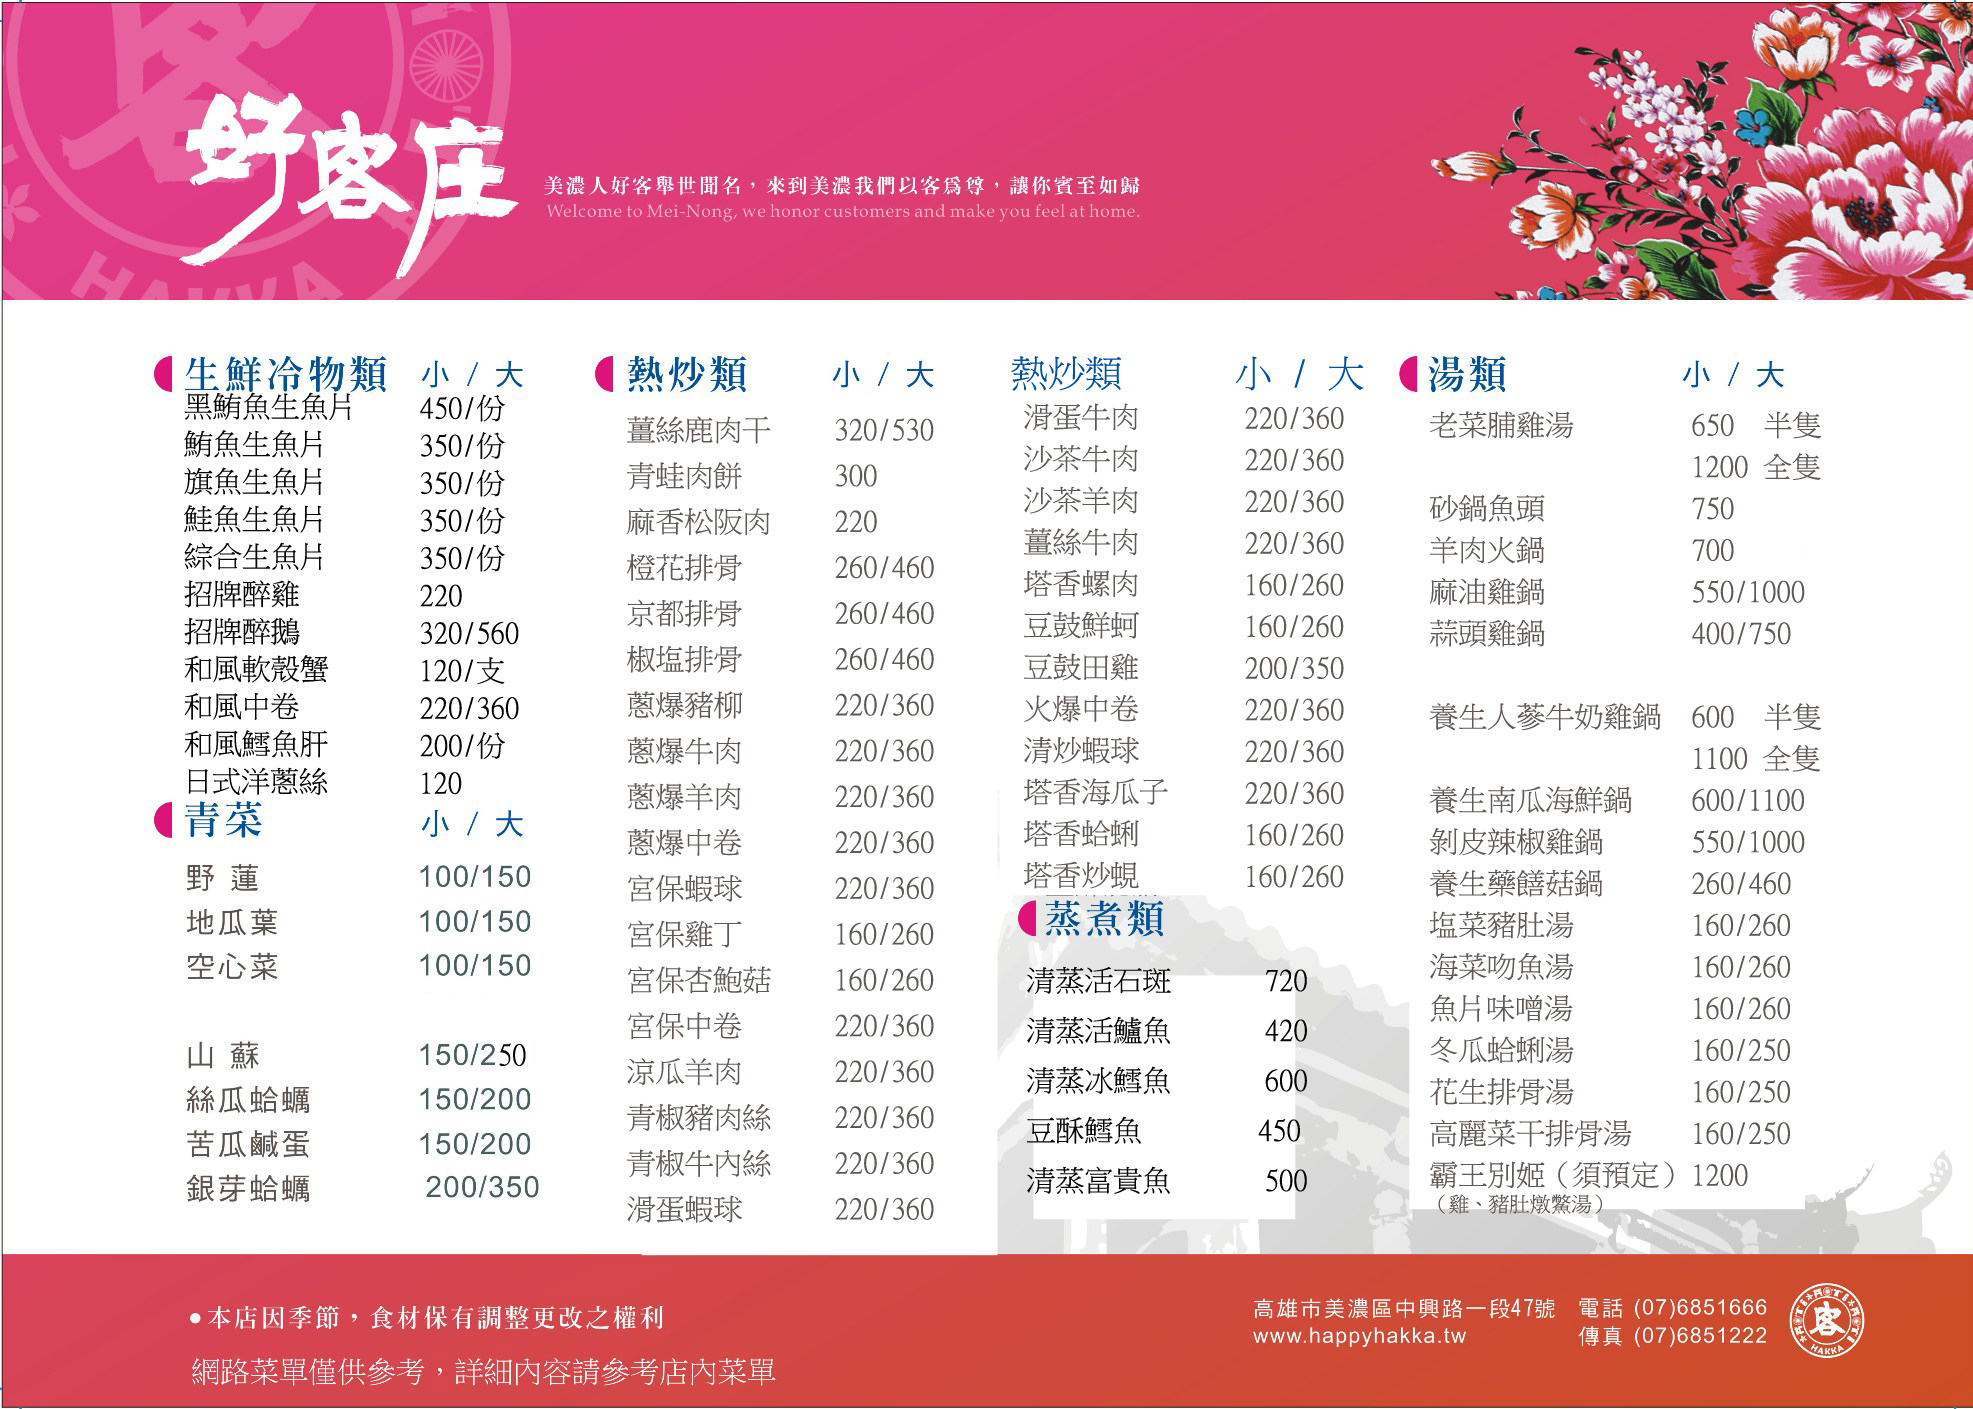 客
HAKKA
好客庄
美濃人好客舉世聞名，來到美濃我們以客為尊，讓你賓至如歸
Welcome to Mei-Nong, we honor customers and make you feel at home.
生鮮冷物類 小 / 大
黑鮪魚生魚片 450/份
鮪魚生魚片 350/份
旗魚生魚片 350/份
鮭魚生魚片 350/份
綜合生魚片 350/份
招牌醉雞 220
招牌醉鵝 320/560
和風軟殼蟹 120/支
和風中卷 220/360
和風鱈魚肝 200/份
日式洋蔥絲 120
青菜 小 / 大
野 蓮 100/150
地瓜葉 100/150
空心菜 100/150
山 蘇 150/250
絲瓜蛤蠣 150/200
苦瓜鹹蛋 150/200
銀芽蛤蠣 200/350
熱炒類 小 / 大
薑絲鹿肉干 320/530
青蛙肉餅 300
麻香松阪肉 220
橙花排骨 260/460
京都排骨 260/460
椒塩排骨 260/460
蔥爆豬柳 220/360
蔥爆牛肉 220/360
蔥爆羊肉 220/360
蔥爆中卷 220/360
宮保蝦球 220/360
宮保雞丁 160/260
宮保杏鮑菇 160/260
宮保中卷 220/360
涼瓜羊肉 220/360
青椒豬肉絲 220/360
青椒牛內絲 220/360
滑蛋蝦球 220/360
熱炒類 小 / 大
滑蛋牛肉 220/360
沙茶牛肉 220/360
沙茶羊肉 220/360
薑絲牛肉 220/360
塔香螺肉 160/260
豆鼓鮮蚵 160/260
豆鼓田雞 200/350
火爆中卷 220/360
清炒蝦球 220/360
塔香海瓜子 220/360
塔香蛤蜊 160/260
塔香炒蜆 160/260
蒸煮類
清蒸活石斑 720
清蒸活鱸魚 420
清蒸冰鱈魚 600
豆酥鱈魚 450
清蒸富貴魚 500
湯類 小 / 大
老菜脯雞湯 650 半隻
1200 全隻
砂鍋魚頭 750
羊肉火鍋 700
麻油雞鍋 550/1000
蒜頭雞鍋 400/750
養生人蔘牛奶雞鍋 600 半隻
1100 全隻
養生南瓜海鮮鍋 600/1100
剝皮辣椒雞鍋 550/1000
養生藥饍菇鍋 260/460
塩菜豬肚湯 160/260
海菜吻魚湯 160/260
魚片味噌湯 160/260
冬瓜蛤蜊湯 160/250
花生排骨湯 160/250
高麗菜干排骨湯 160/250
霸王別姬（須預定）1200
（雞、豬肚燉鱉湯）
●本店因季節，食材保有調整更改之權利
網路菜單僅供參考，詳細內容請參考店內菜單
高雄市美濃區中興路一段47號 電話 (07)6851666
www.happyhakka.tw 傳真 (07)6851222
客
HAKKA